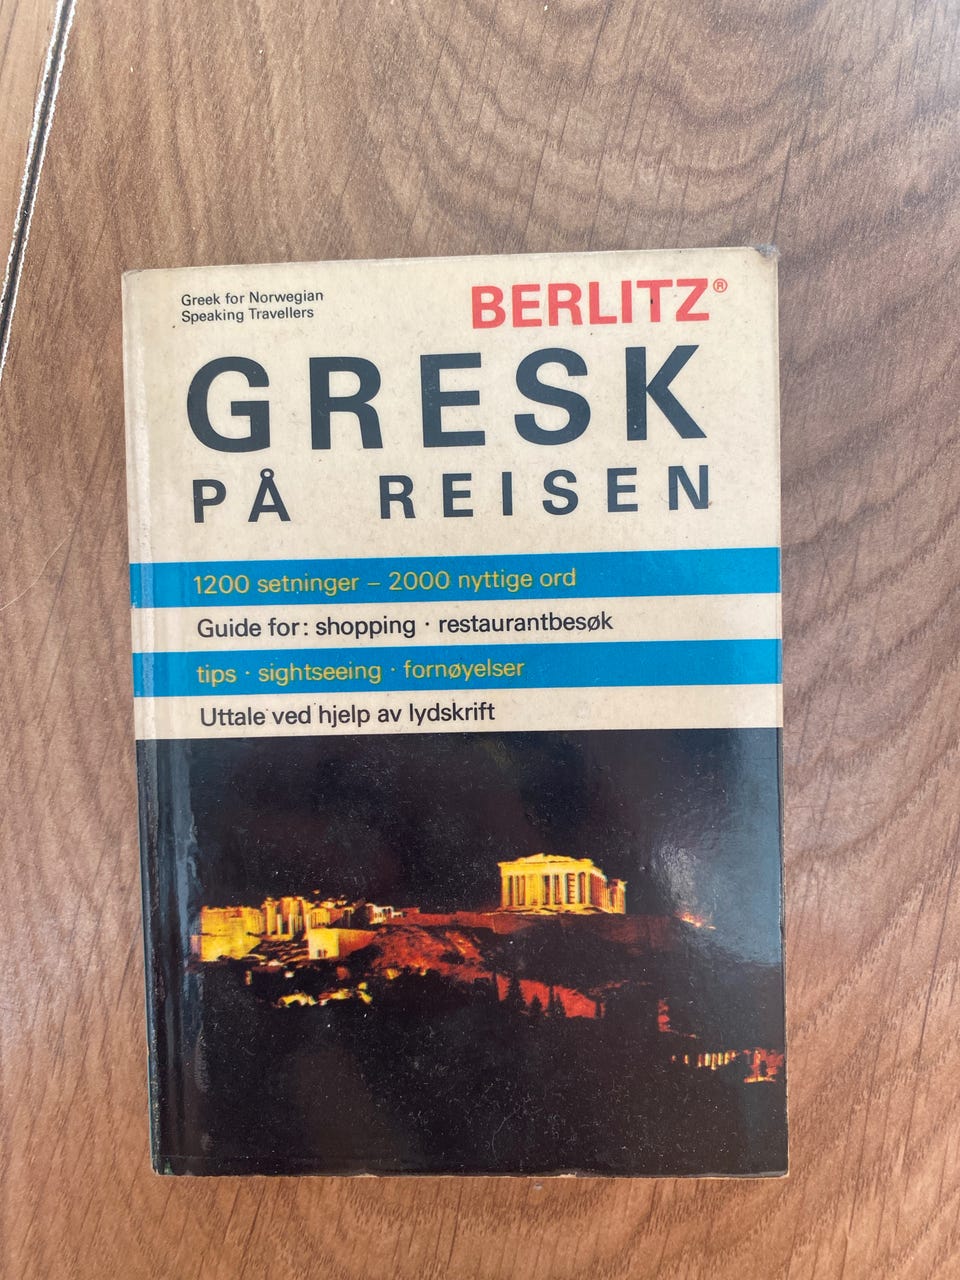 Greek for Norwegian
Speaking Travellers
BERLITZ®
GRESK
PÅ REISEN
1200 setninger – 2000 nyttige ord
Guide for: shopping · restaurantbesøk
tips · sightseeing · fornøyelser
Uttale ved hjelp av lydskrift